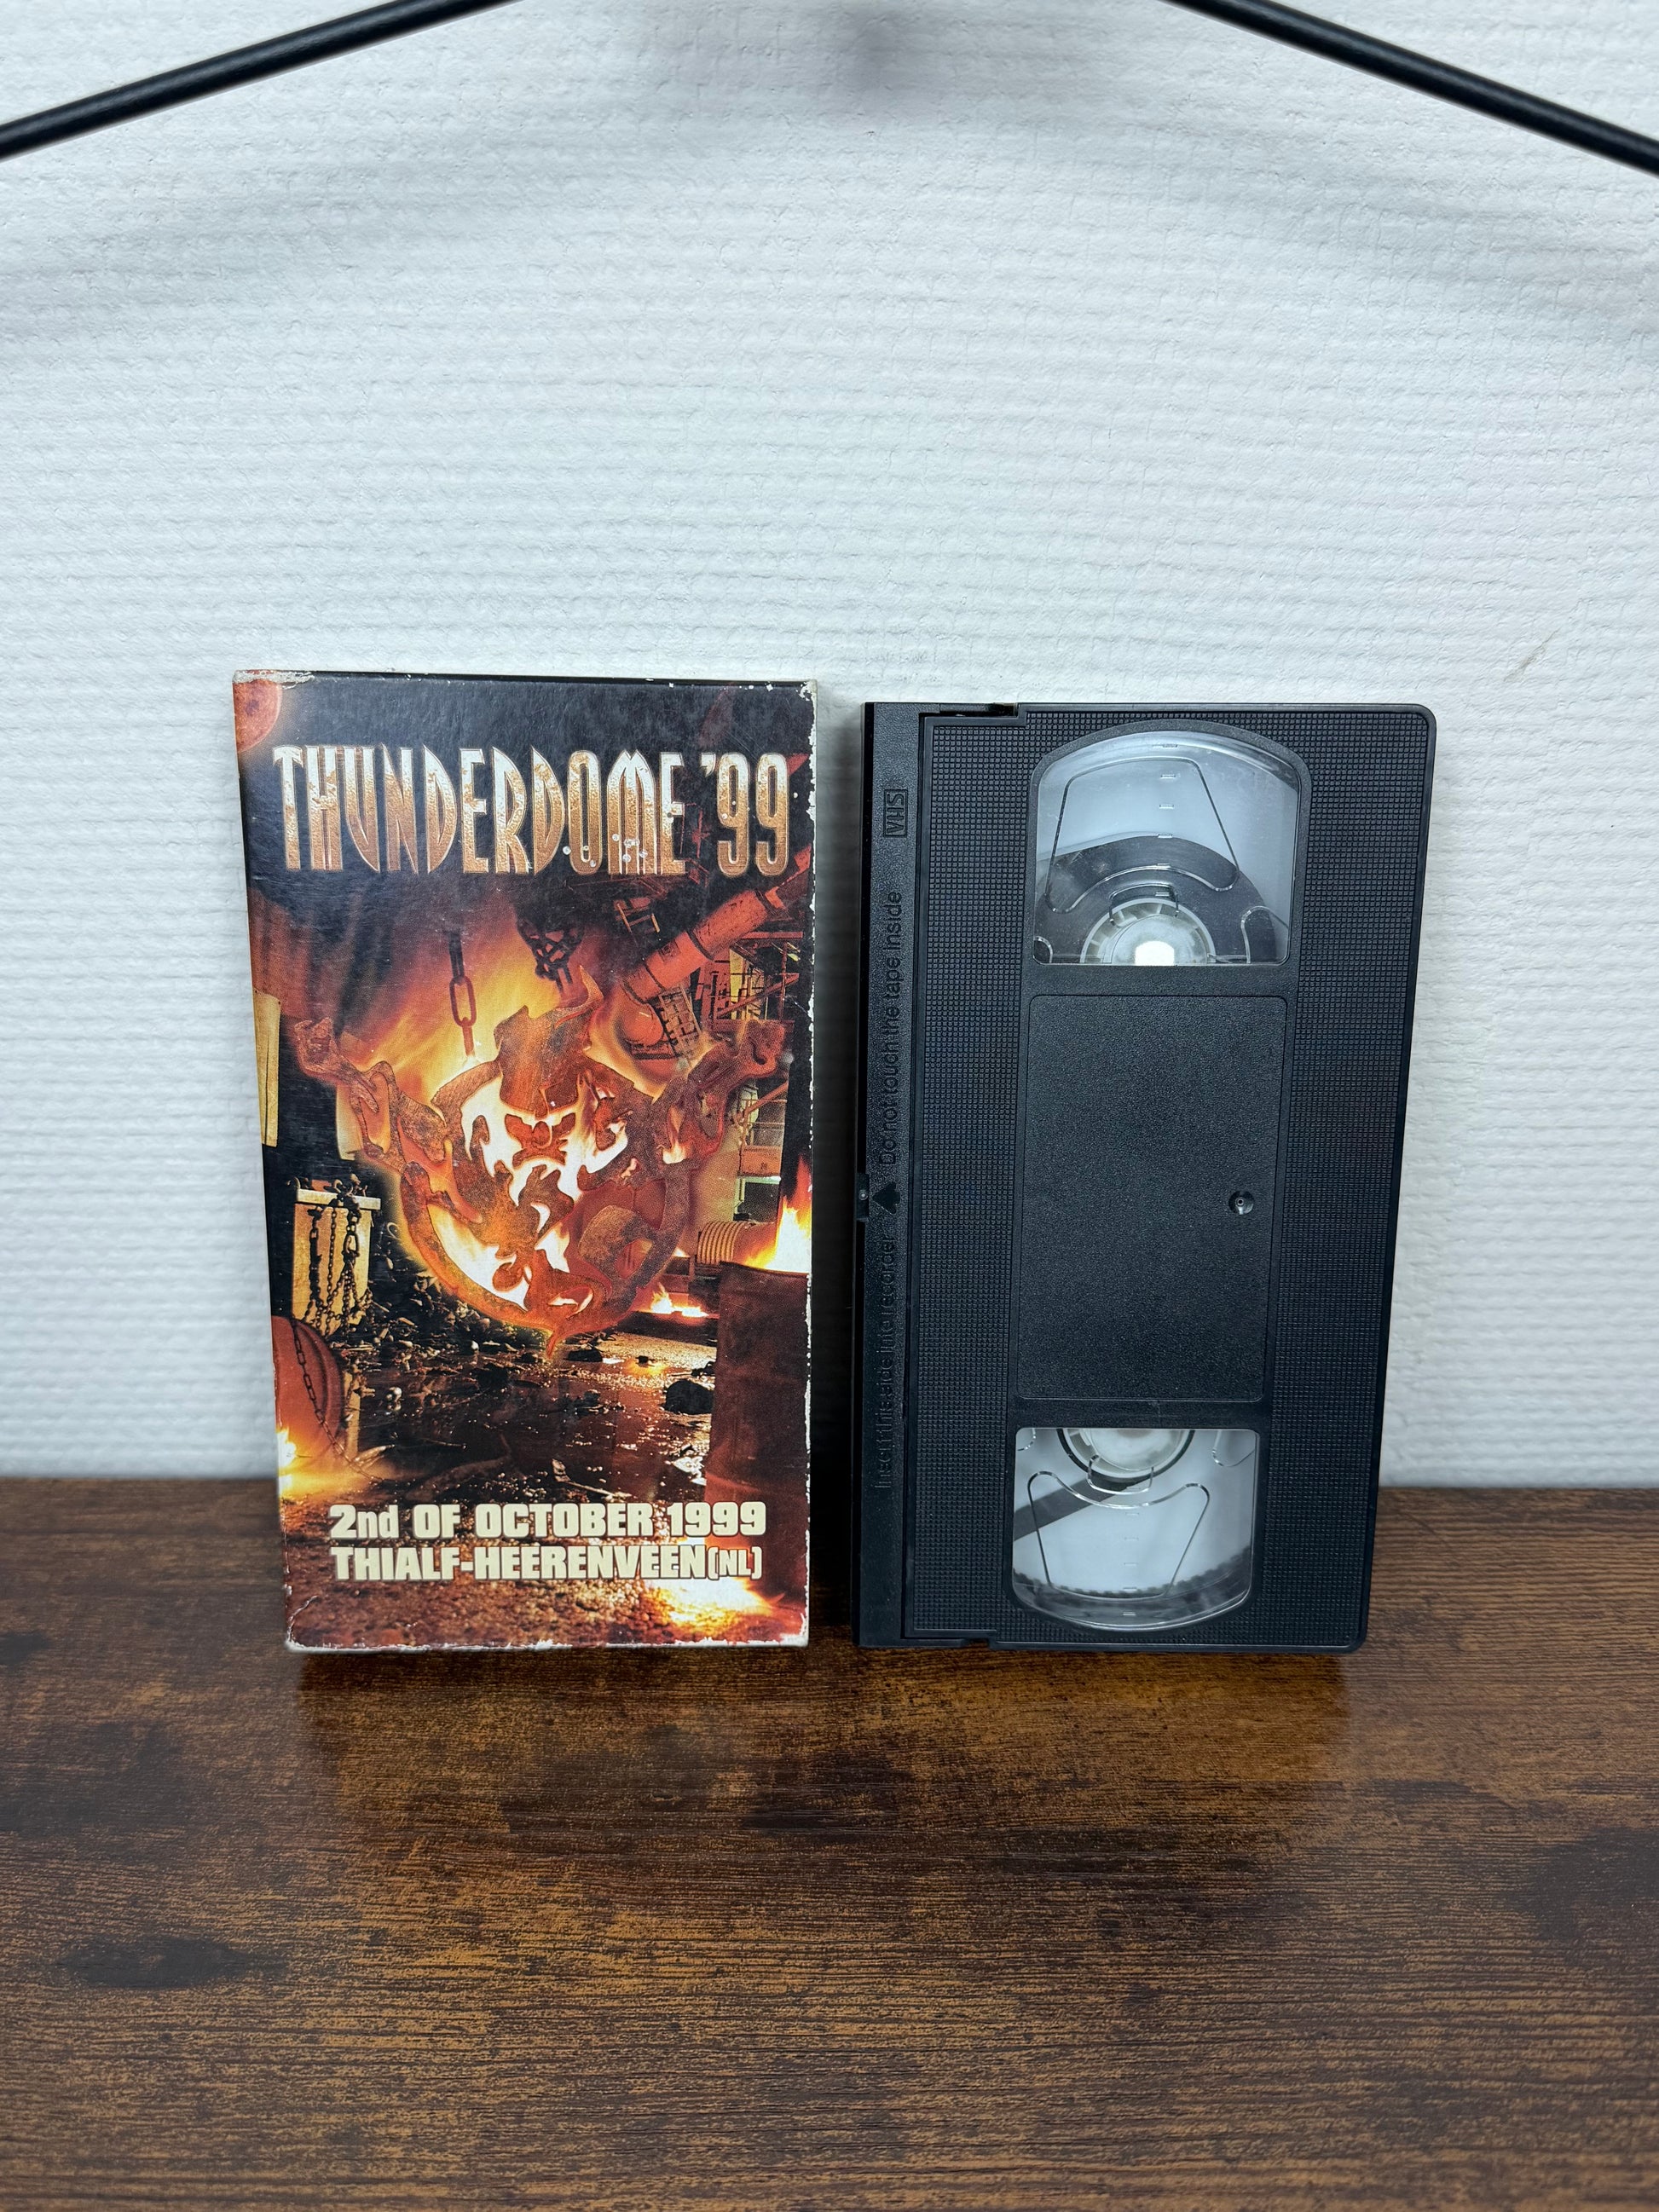 THUNDERDOME '99
2nd OF OCTOBER 1999
THIALF-HEERENVEEN(NL)
VHS
Insert this side into recorder ▲ Do not touch the tape inside